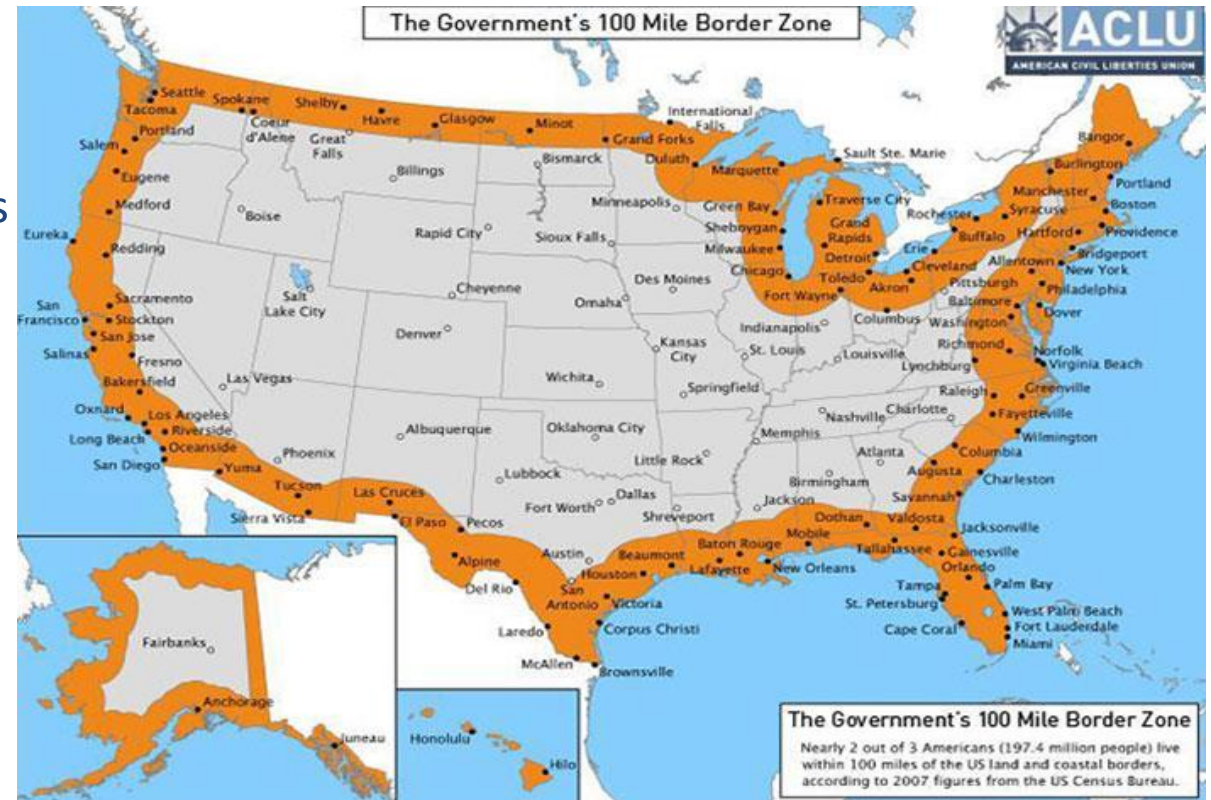 The Government's 100 Mile Border Zone
ACLU
AMERICAN CIVIL LIBERTIES UNION
s
Seattle
Tacoma
Spokane
Coeur
d'Alene
Shelby
Havre
Great
Falls
Glasgow
Minot
International
Falls
Grand Forks
Portland
Salem
Eugene
Medford
Eureka
Redding
Billings
Boise
Bismarck
Duluth
Marquette
Sault Ste. Marie
Bangor
Burlington
Portland
Manchester
Boston
Minneapolis
Green Bay
Traverse City
Rochester
Syracuse
Rapid City
Sioux Falls
Sheboygan
Grand
Rapids
Buffalo
Hartford
Providence
Milwaukee
Detroit
Erie
Bridgeport
Chicago
Toledo
Cleveland
Allentown
New York
Des Moines
Fort Wayne
Akron
Pittsburgh
Philadelphia
Salt
Lake City
Cheyenne
Omaha
Baltimore
Dover
Sacramento
San
Francisco
Stockton
San Jose
Salinas
Fresno
Columbus
Washington
Indianapolis
Denver
Kansas
City
St. Louis
Louisville
Richmond
Norfolk
Virginia Beach
Lynchburg
Bakersfield
Las Vegas
Wichita
Springfield
Raleigh
Greenville
Oxnard
Los Angeles
Riverside
Long Beach
Oceanside
San Diego
Nashville
Charlotte
Fayetteville
Albuquerque
Oklahoma City
Memphis
Wilmington
Phoenix
Yuma
Tucson
Sierra Vista
Little Rock
Atlanta
Columbia
Augusta
Charleston
Lubbock
Birmingham
Savannah
Las Cruces
El Paso
Pecos
Fort Worth
Dallas
Shreveport
Jackson
Dothan
Valdosta
Jacksonville
Mobile
Alpine
Austin
Beaumont
Baton Rouge
Tallahassee
Gainesville
Houston
Lafayette
New Orleans
Orlando
Del Rio
San
Antonio
Victoria
Tampa
Palm Bay
St. Petersburg
West Palm Beach
Laredo
Corpus Christi
Cape Coral
Fort Lauderdale
Miami
McAllen
Brownsville
Fairbanks
Anchorage
Juneau
Honolulu
Hilo
The Government's 100 Mile Border Zone
Nearly 2 out of 3 Americans (197.4 million people) live
within 100 miles of the US land and coastal borders,
according to 2007 figures from the US Census Bureau.